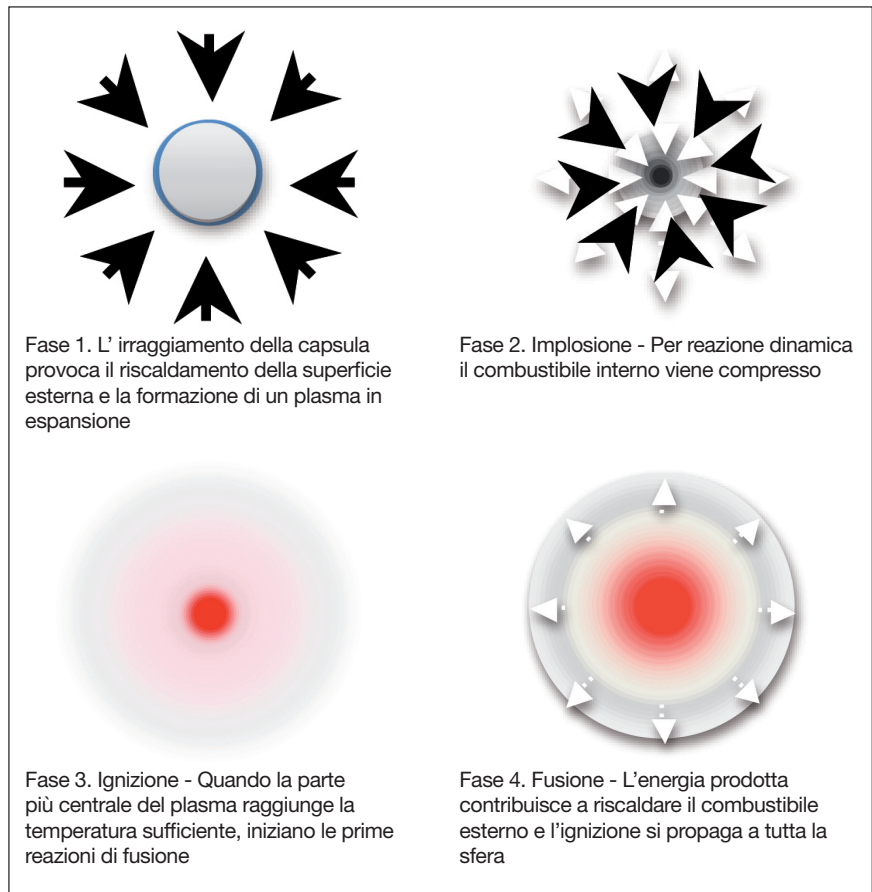 Fase 1. L' irraggiamento della capsula
provoca il riscaldamento della superficie
esterna e la formazione di un plasma in
espansione
Fase 2. Implosione - Per reazione dinamica
il combustibile interno viene compresso
Fase 3. Ignizione - Quando la parte
più centrale del plasma raggiunge la
temperatura sufficiente, iniziano le prime
reazioni di fusione
Fase 4. Fusione - L'energia prodotta
contribuisce a riscaldare il combustibile
esterno e l'ignizione si propaga a tutta la
sfera